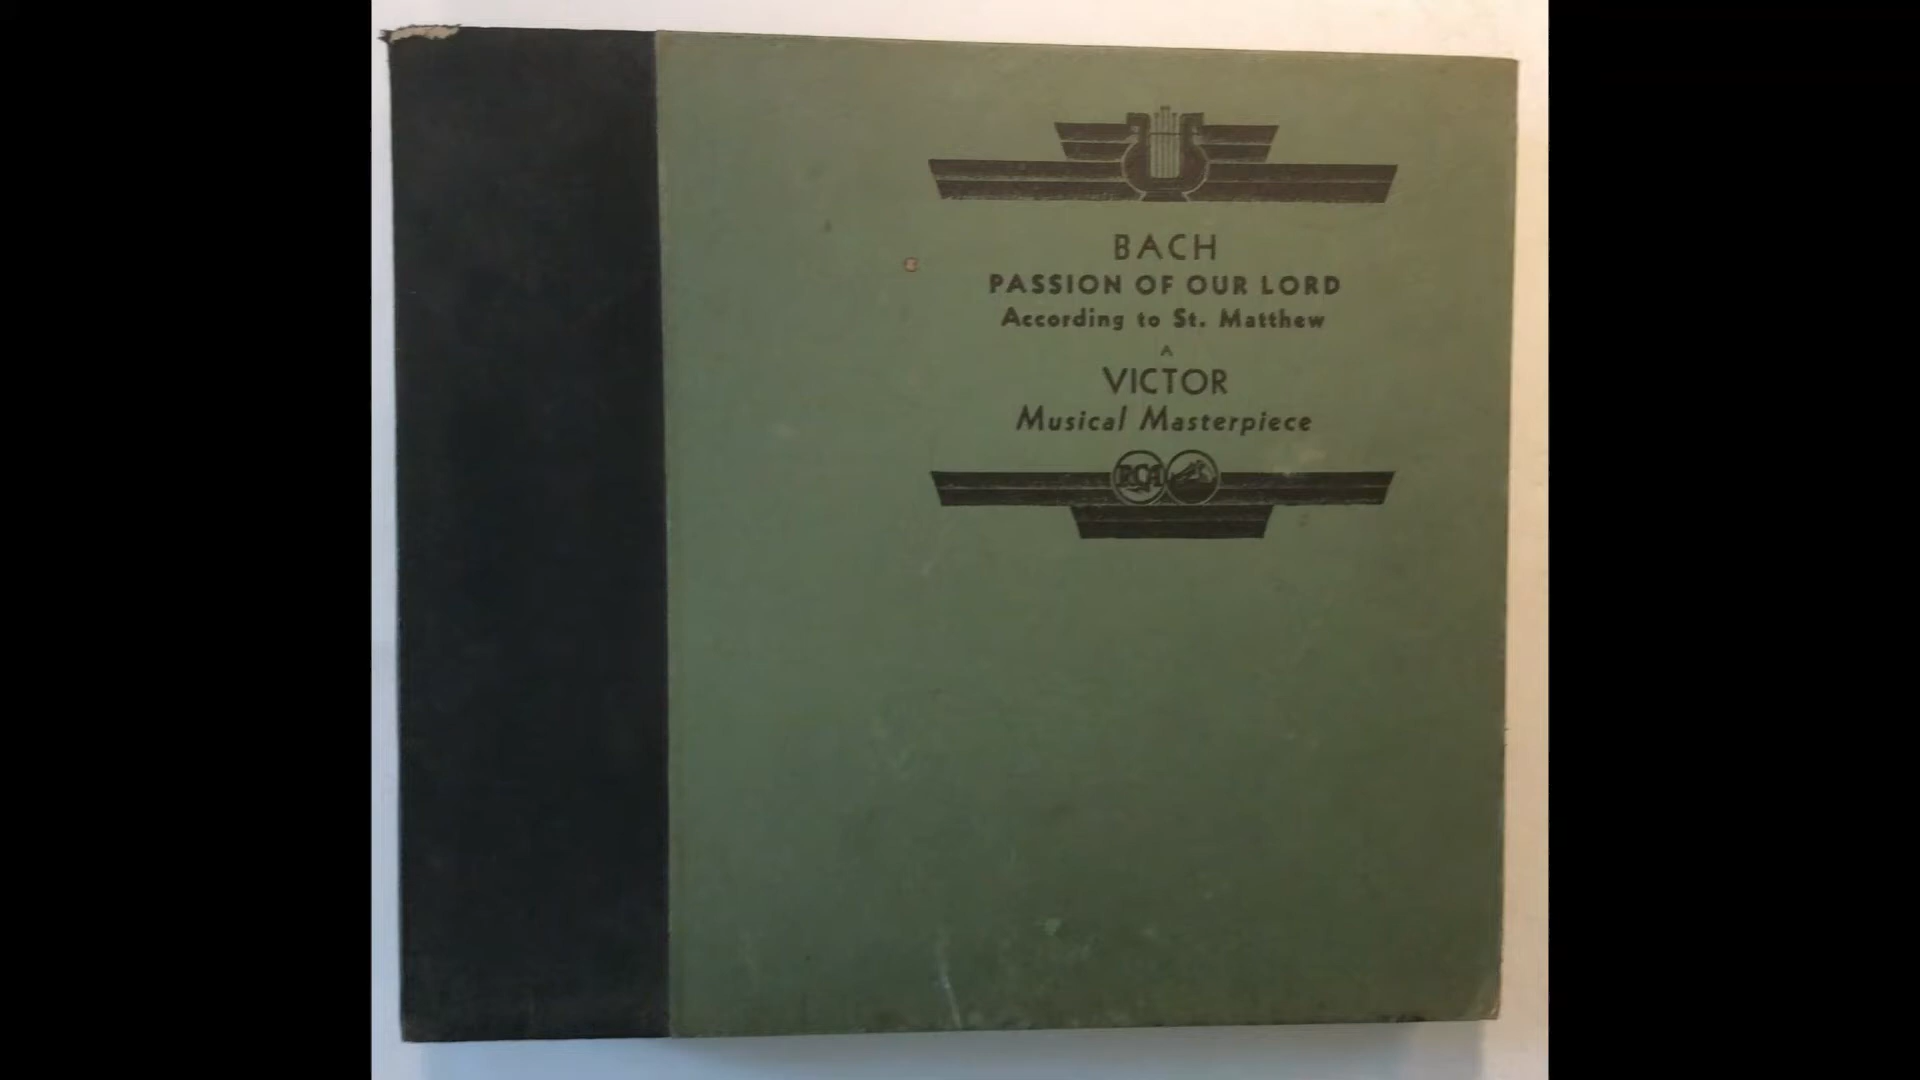 BACH
PASSION OF OUR LORD
According to St. Matthew
A
VICTOR
Musical Masterpiece
RCA